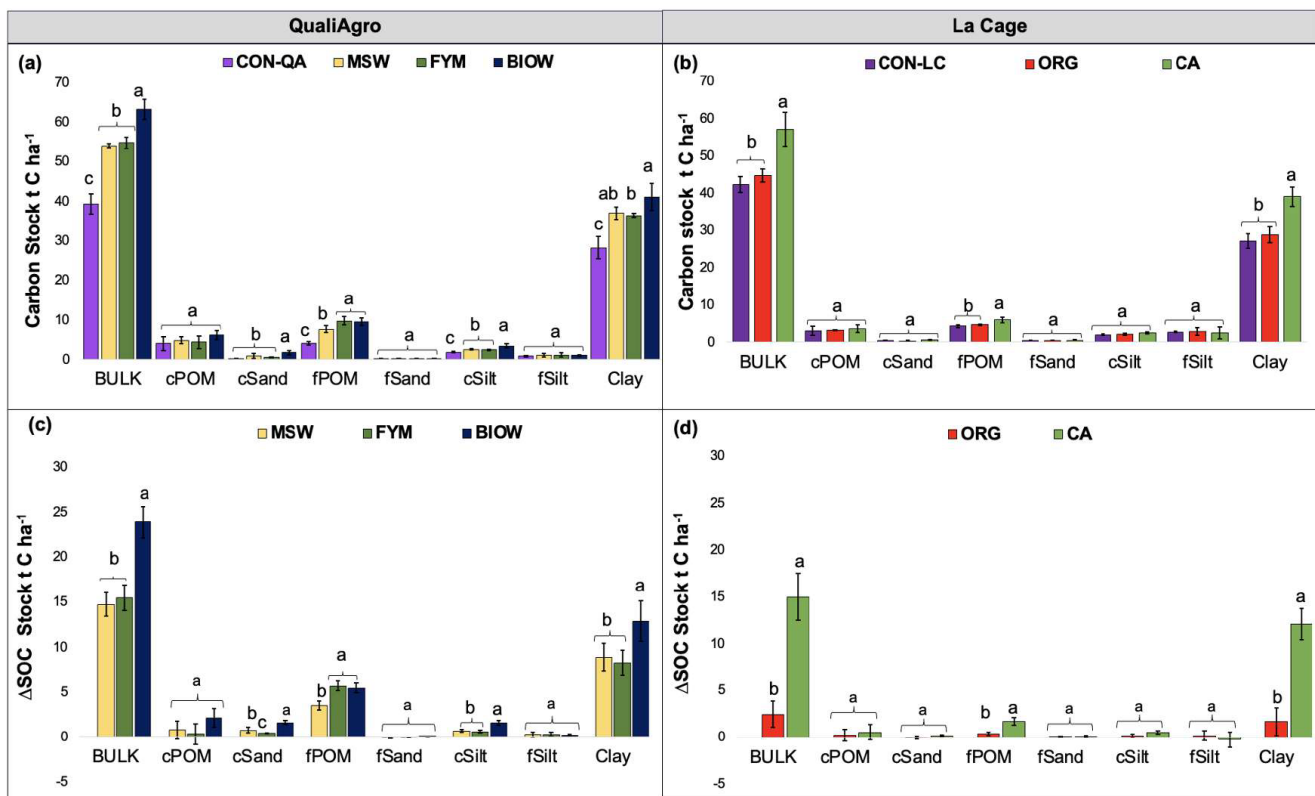 QualiAgro
La Cage
(a)
CON-QA MSW FYM BIOW
Carbon Stock t C ha-1
70
60
50
40
30
20
10
0
c b a
a
b a
c b a
a
c b a
a
c ab b a
BULK cPOM cSand fPOM fSand cSilt fSilt Clay
(b)
CON-LC ORG CA
Carbon stock t C ha-1
70
60
50
40
30
20
10
0
b a
a
a
b a
a
a
a
b a
BULK cPOM cSand fPOM fSand cSilt fSilt Clay
(c)
MSW FYM BIOW
ΔSOC Stock t C ha-1
30
25
20
15
10
5
0
-5
b a
a
b c a
b a
a
b a
a
b a
BULK cPOM cSand fPOM fSand cSilt fSilt Clay
(d)
ORG CA
ΔSOC Stock t C ha-1
30
25
20
15
10
5
0
-5
b a
a
a
b a
a
a
a
b a
BULK cPOM cSand fPOM fSand cSilt fSilt Clay